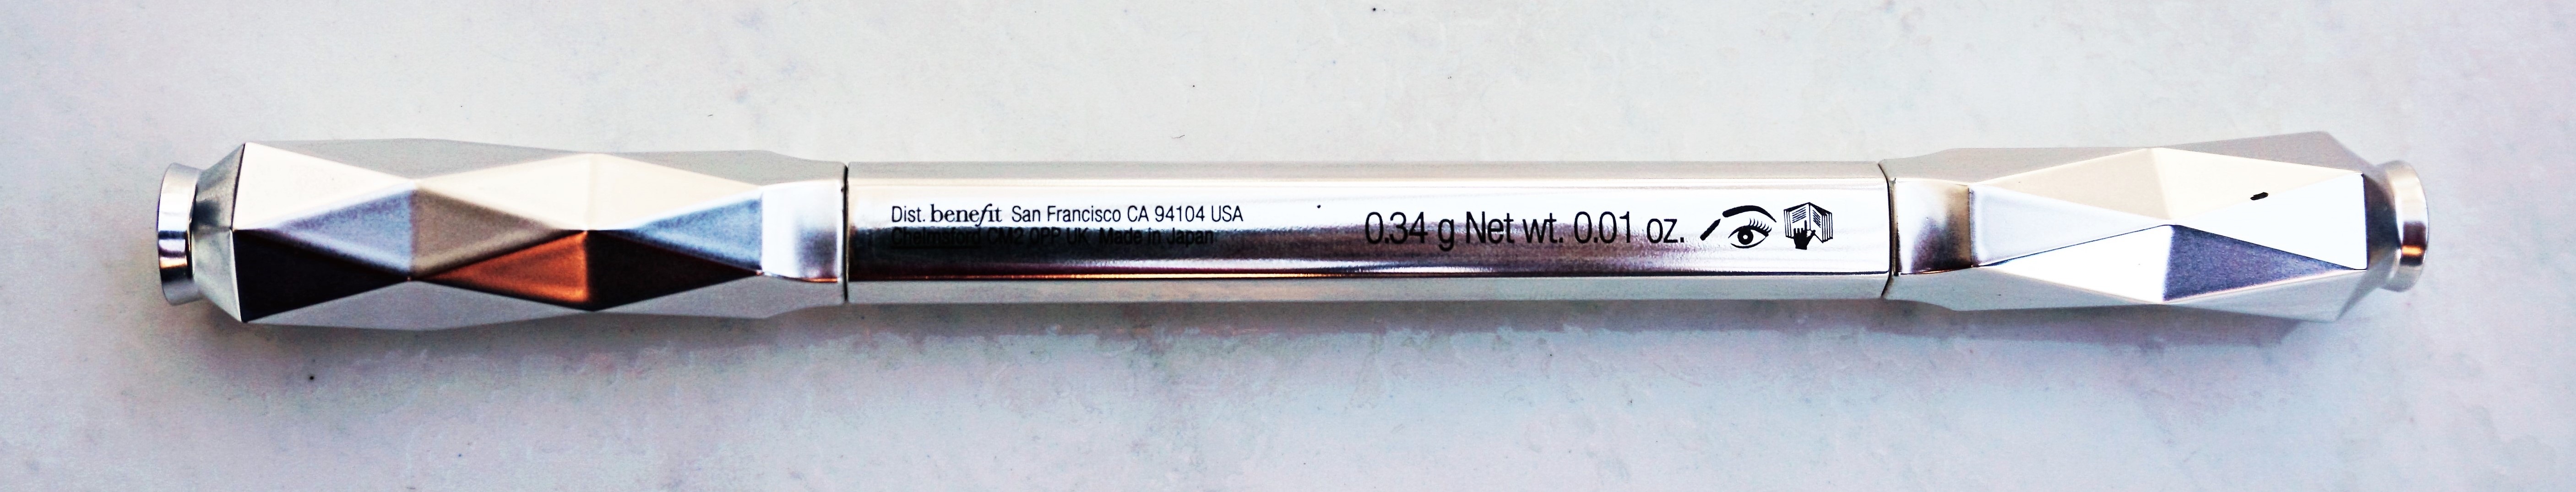 Dist. benefit San Francisco CA 94104 USA
Chelmsford CM2 0PP UK Made in Japan
0.34 g Net wt. 0.01 oz.